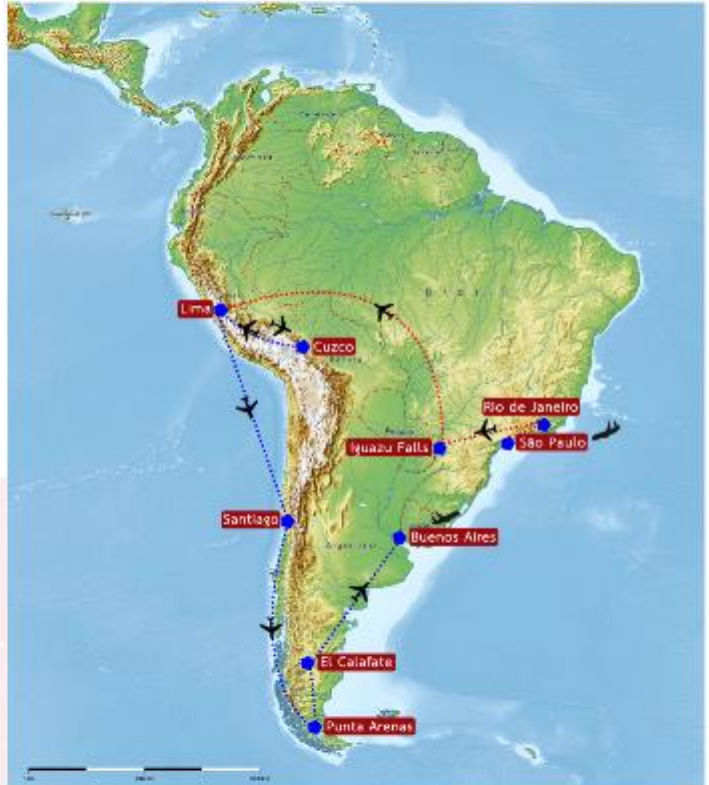 Lima
Cuzco
Rio de Janeiro
São Paulo
Iguazu Falls
Santiago
Buenos Aires
El Calafate
Punta Arenas